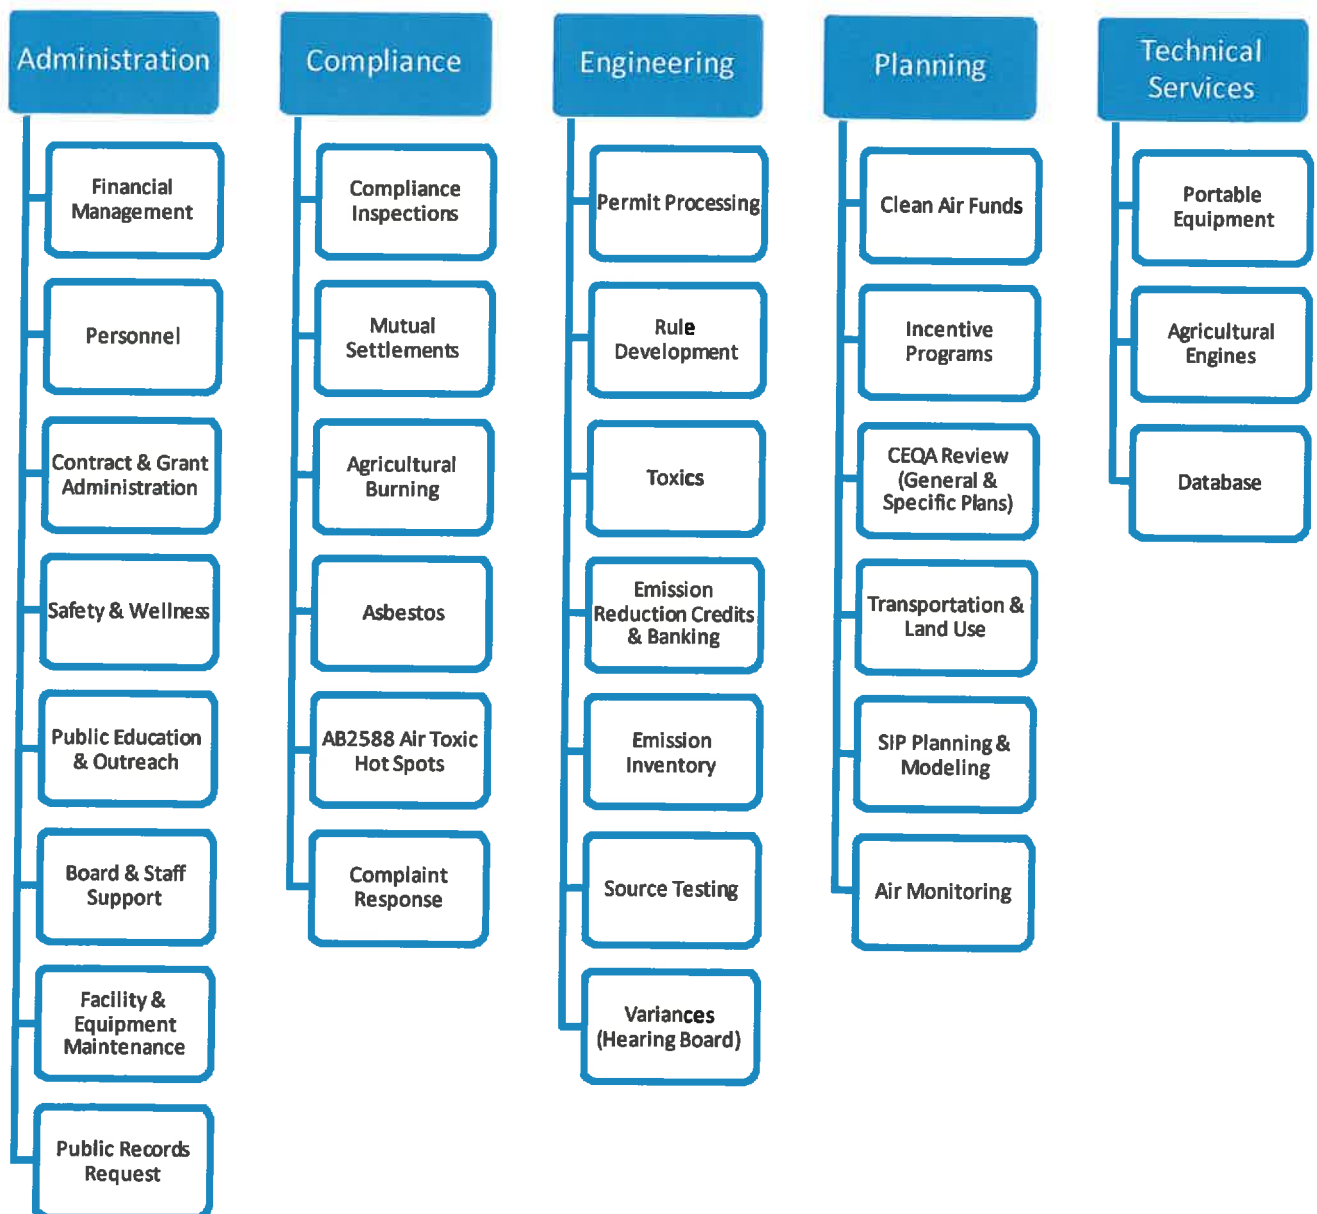 Administration
Financial
Management
Personnel
Contract & Grant
Administration
Safety & Wellness
Public Education
& Outreach
Board & Staff
Support
Facility &
Equipment
Maintenance
Public Records
Request
Compliance
Compliance
Inspections
Mutual
Settlements
Agricultural
Burning
Asbestos
AB2588 Air Toxic
Hot Spots
Complaint
Response
Engineering
Permit Processing
Rule
Development
Toxics
Emission
Reduction Credits
& Banking
Emission
Inventory
Source Testing
Variances
(Hearing Board)
Planning
Clean Air Funds
Incentive
Programs
CEQA Review
(General &
Specific Plans)
Transportation &
Land Use
SIP Planning &
Modeling
Air Monitoring
Technical
Services
Portable
Equipment
Agricultural
Engines
Database